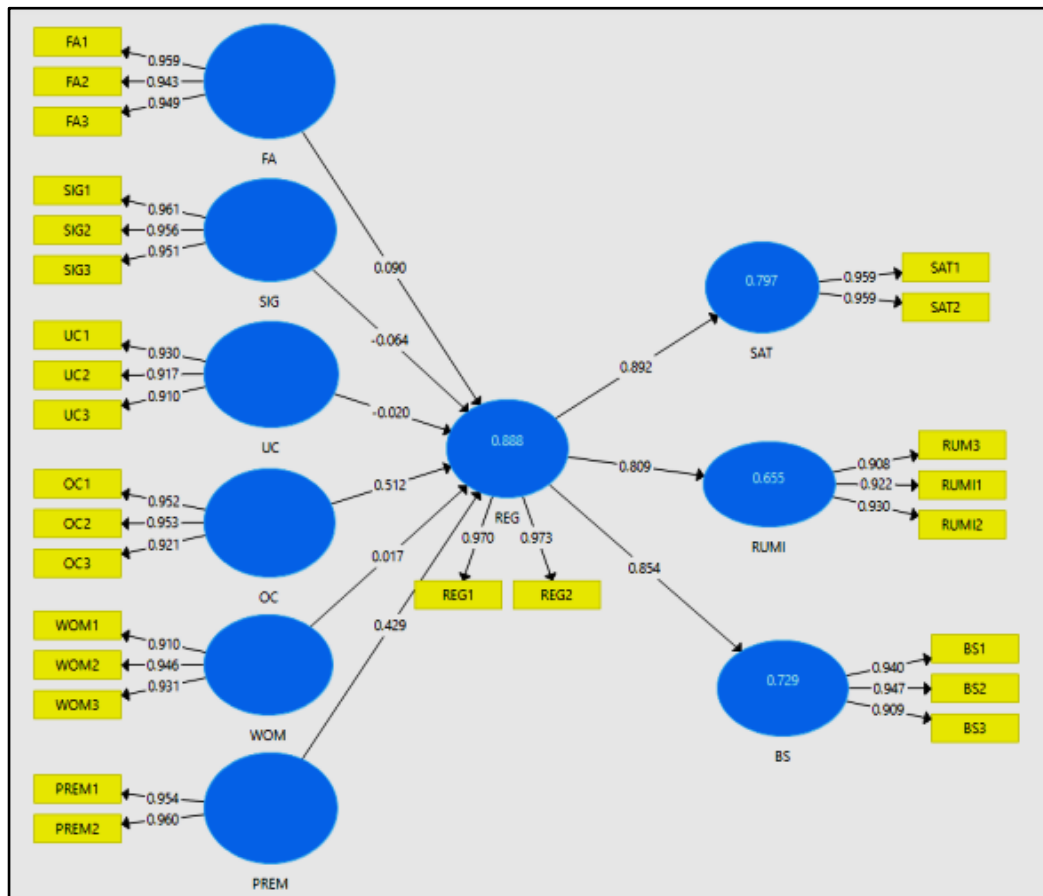 FA1
FA2
FA3
0.959
0.943
0.949
FA
SIG1
SIG2
SIG3
0.961
0.956
0.951
SIG
UC1
UC2
UC3
0.930
0.917
0.910
UC
OC1
OC2
OC3
0.952
0.953
0.921
OC
WOM1
WOM2
WOM3
0.910
0.946
0.931
WOM
PREM1
PREM2
0.954
0.960
PREM
0.090
-0.064
-0.020
0.512
0.017
0.429
0.888
REG
0.970
0.973
REG1
REG2
0.892
0.809
0.854
0.797
SAT
0.959
0.959
SAT1
SAT2
0.655
RUMI
0.908
0.922
0.930
RUM3
RUMI1
RUMI2
0.729
BS
0.940
0.947
0.909
BS1
BS2
BS3